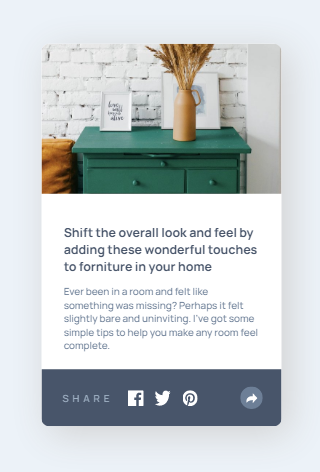 Shift the overall look and feel by
adding these wonderful touches
to forniture in your home
Ever been in a room and felt like
something was missing? Perhaps it felt
slightly bare and uninviting. I've got some
simple tips to help you make any room feel
complete.
SHARE